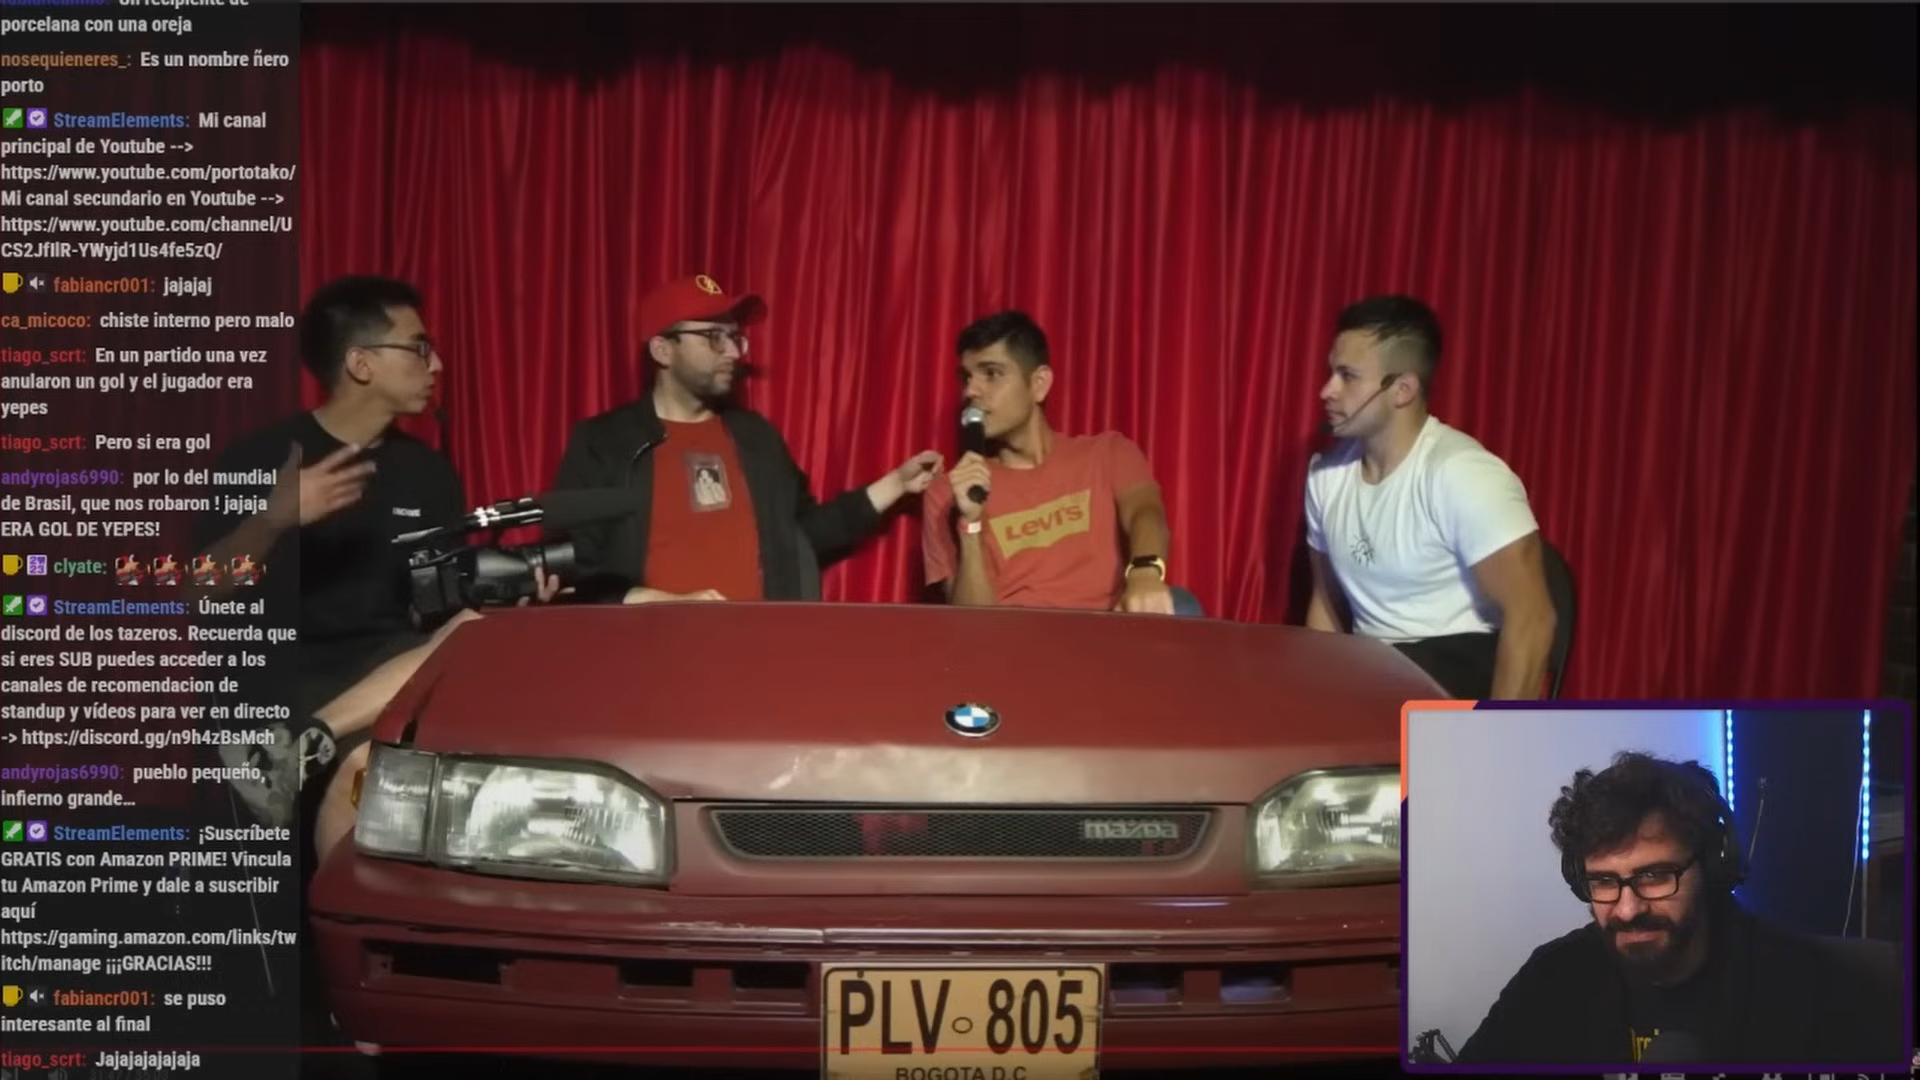 porcelana con una oreja
nosequieneres_: Es un nombre ñero
porto
StreamElements: Mi canal
principal de Youtube -->
https://www.youtube.com/portotako/
Mi canal secundario en Youtube -->
https://www.youtube.com/channel/U
CS2JfIlR-YWyjd1Us4fe5zQ/
fabiancr001: jajajaj
ca_micoco: chiste interno pero malo
tiago_scrt: En un partido una vez
anularon un gol y el jugador era
yepes
tiago_scrt: Pero si era gol
andyrojas6990: por lo del mundial
de Brasil, que nos robaron ! jajaja
ERA GOL DE YEPES!
clyate:
StreamElements: Únete al
discord de los tazeros. Recuerda que
si eres SUB puedes acceder a los
canales de recomendacion de
standup y vídeos para ver en directo
-> https://discord.gg/n9h4zBsMch
andyrojas6990: pueblo pequeño,
infierno grande...
StreamElements: ¡Suscríbete
GRATIS con Amazon PRIME! Vincula
tu Amazon Prime y dale a suscribir
aquí
https://gaming.amazon.com/links/tw
itch/manage ¡¡¡GRACIAS!!!
fabiancr001: se puso
interesante al final
tiago_scrt: Jajajajajajaja
Levi's
mazda
PLV 805
BOGOTA D.C